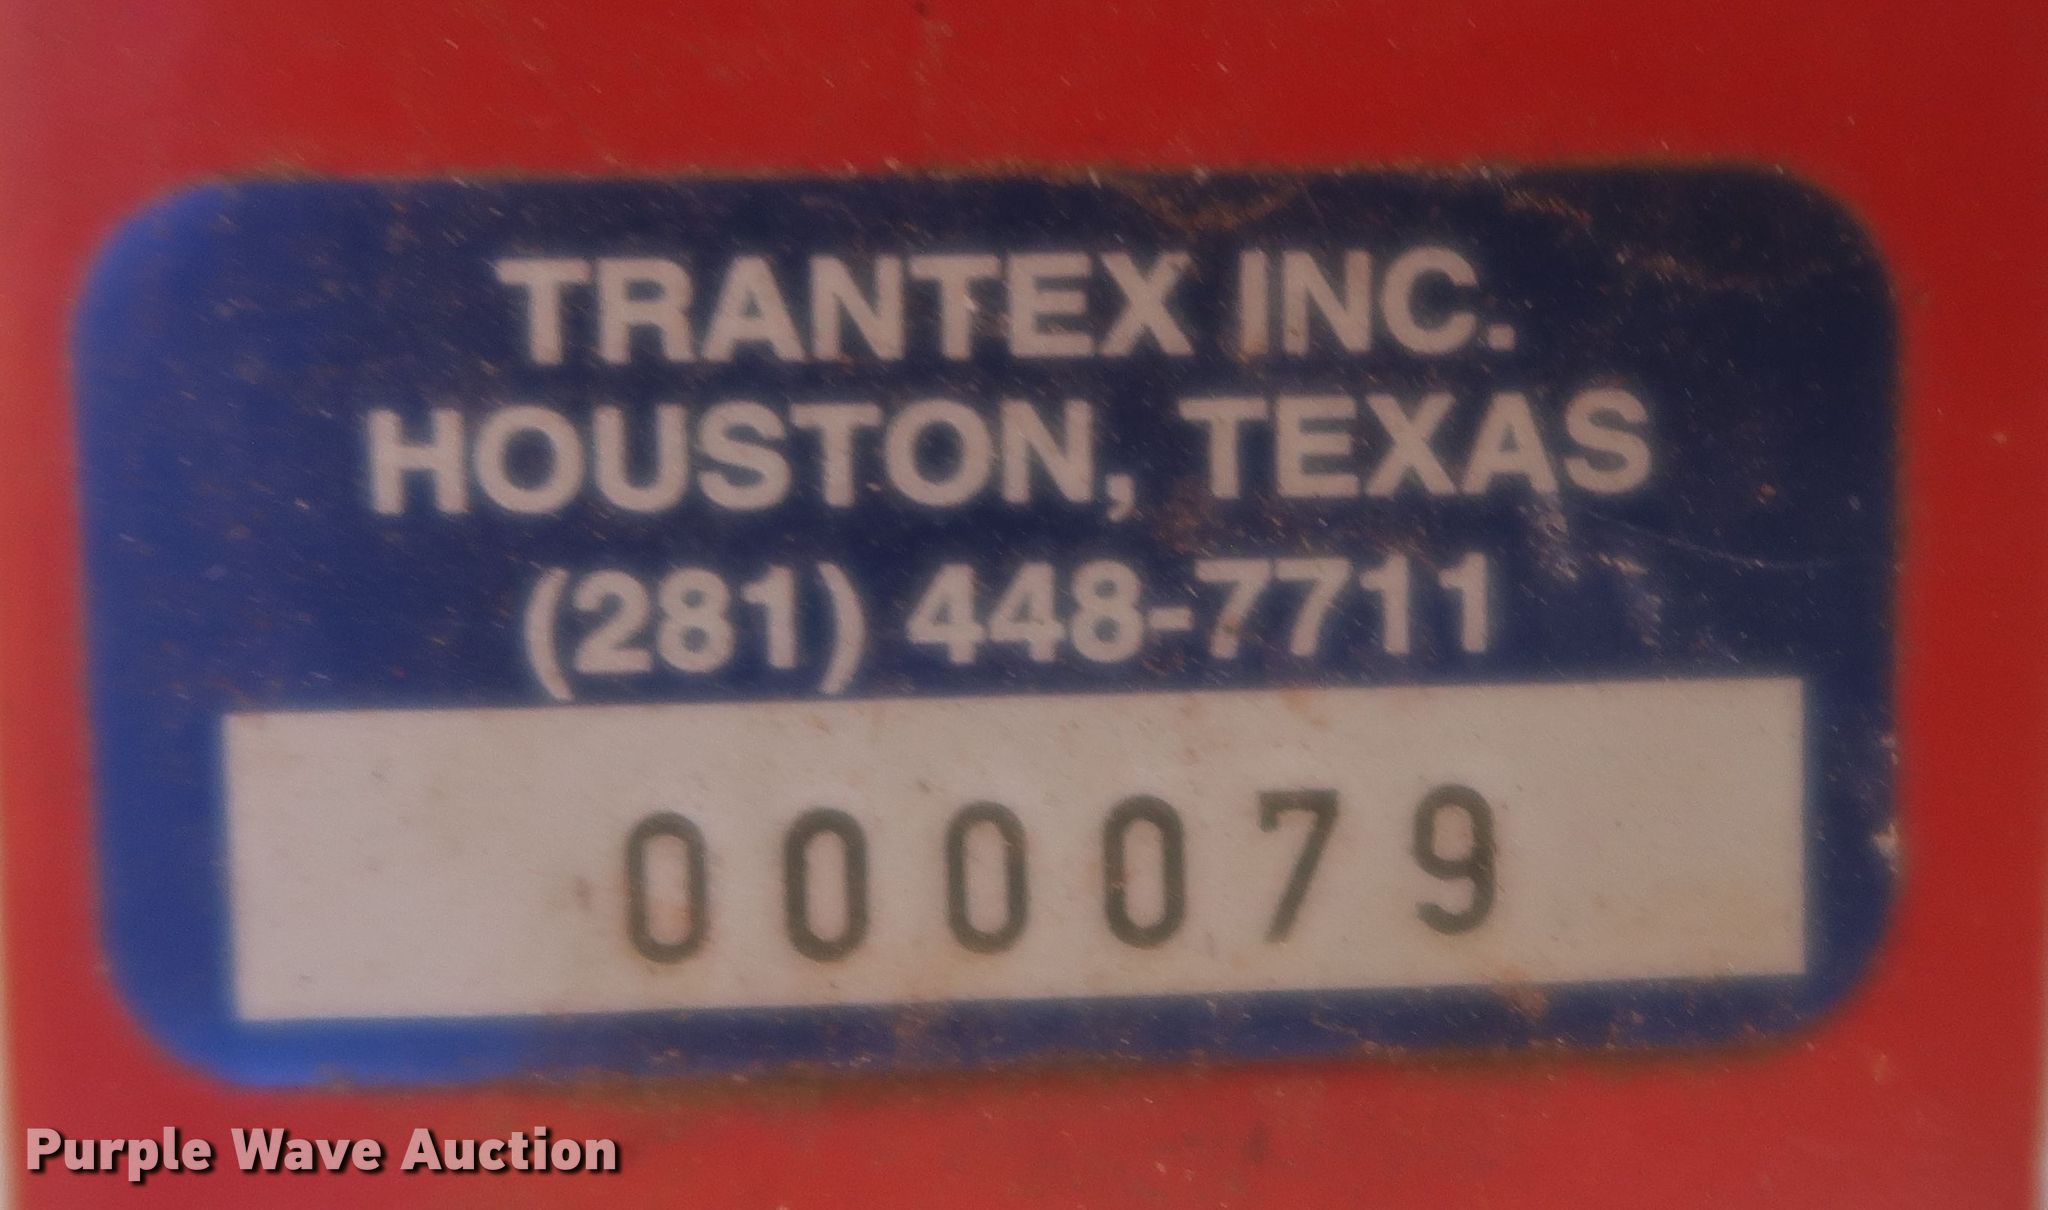 TRANTEX INC.
HOUSTON, TEXAS
(281) 448-7711
000079
Purple Wave Auction